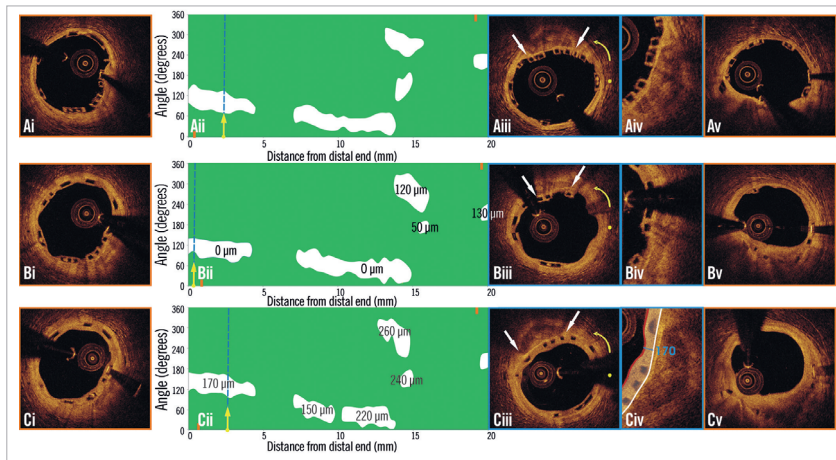 Ai
Angle (degrees)
360
300
240
180
120
60
0
Aii
0
5
10
15
20
Distance from distal end (mm)
Aiii
Aiv
Av
Bi
Angle (degrees)
360
300
240
180
120
60
0
0 µm
0 µm
120 µm
50 µm
130 µm
Bii
0
5
10
15
20
Distance from distal end (mm)
Biii
Biv
Bv
Ci
Angle (degrees)
360
300
240
180
120
60
0
170 µm
150 µm
220 µm
260 µm
240 µm
Cii
0
5
10
15
20
Distance from distal end (mm)
Ciii
170
Civ
Cv